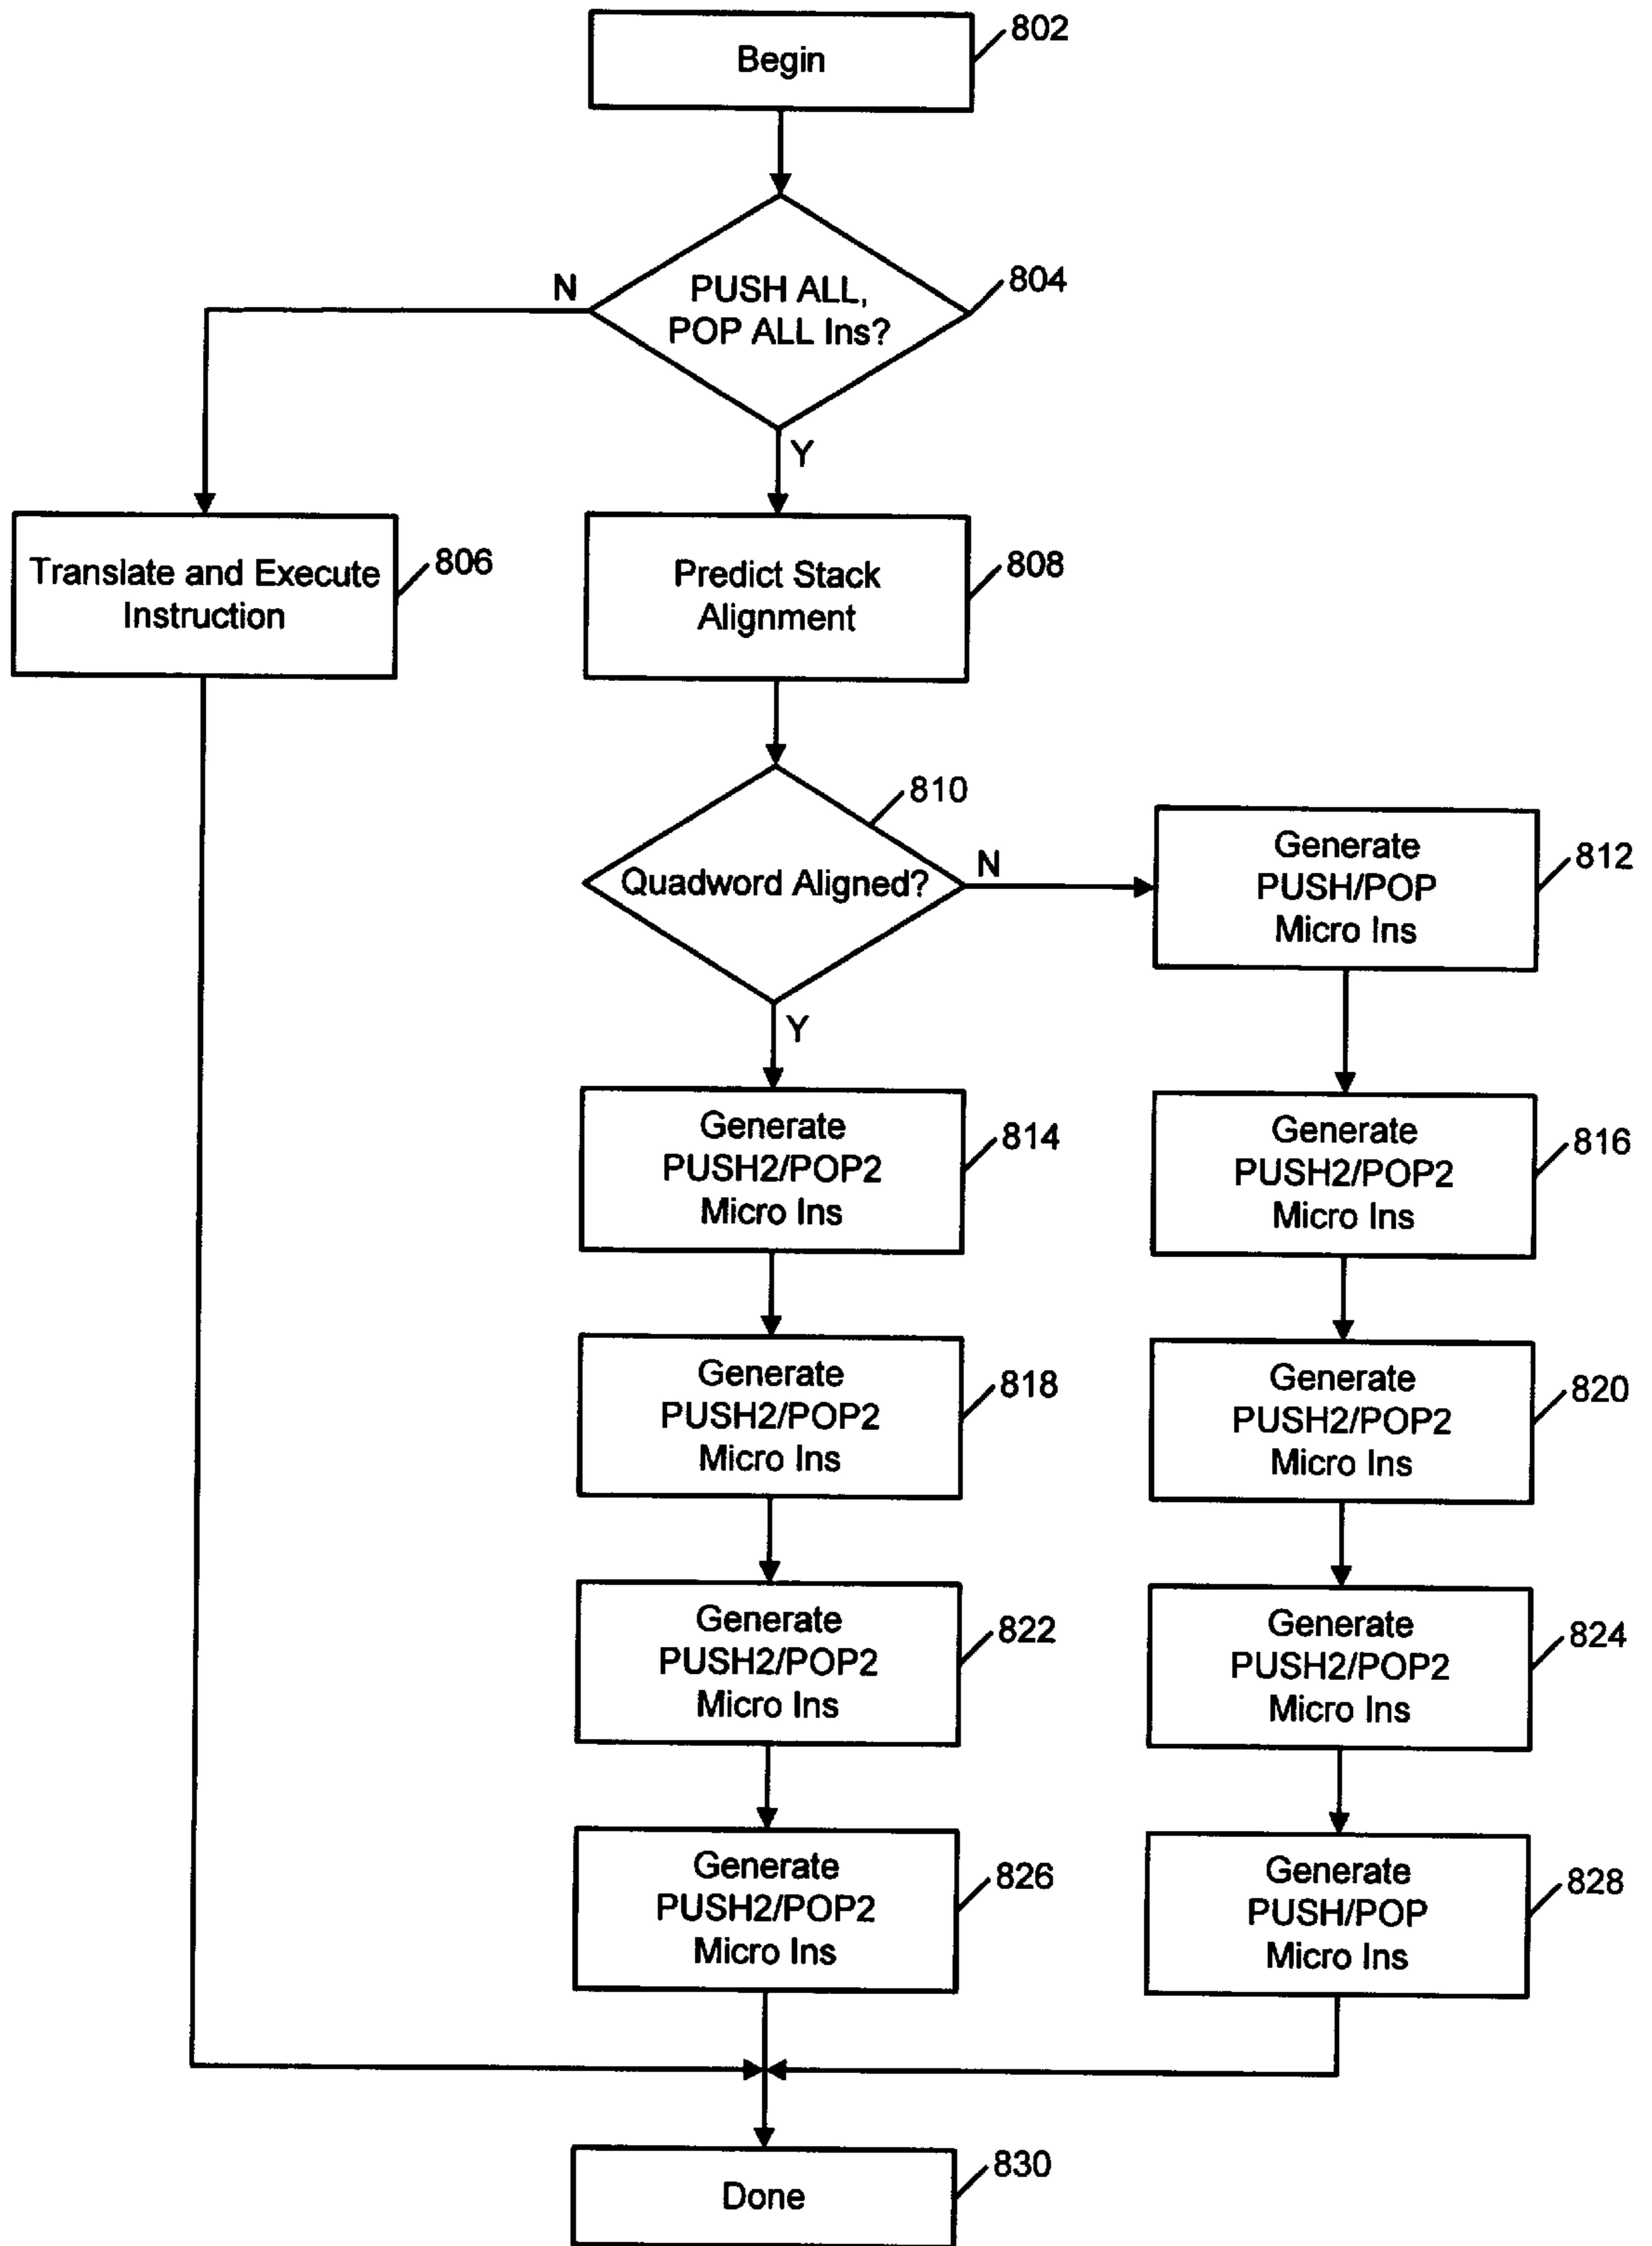 Begin
802
PUSH ALL,
POP ALL Ins?
804
N
Y
Translate and Execute
Instruction
806
Predict Stack
Alignment
808
Quadword Aligned?
810
N
Y
Generate
PUSH/POP
Micro Ins
812
Generate
PUSH2/POP2
Micro Ins
814
Generate
PUSH2/POP2
Micro Ins
816
Generate
PUSH2/POP2
Micro Ins
818
Generate
PUSH2/POP2
Micro Ins
820
Generate
PUSH2/POP2
Micro Ins
822
Generate
PUSH2/POP2
Micro Ins
824
Generate
PUSH2/POP2
Micro Ins
826
Generate
PUSH/POP
Micro Ins
828
Done
830